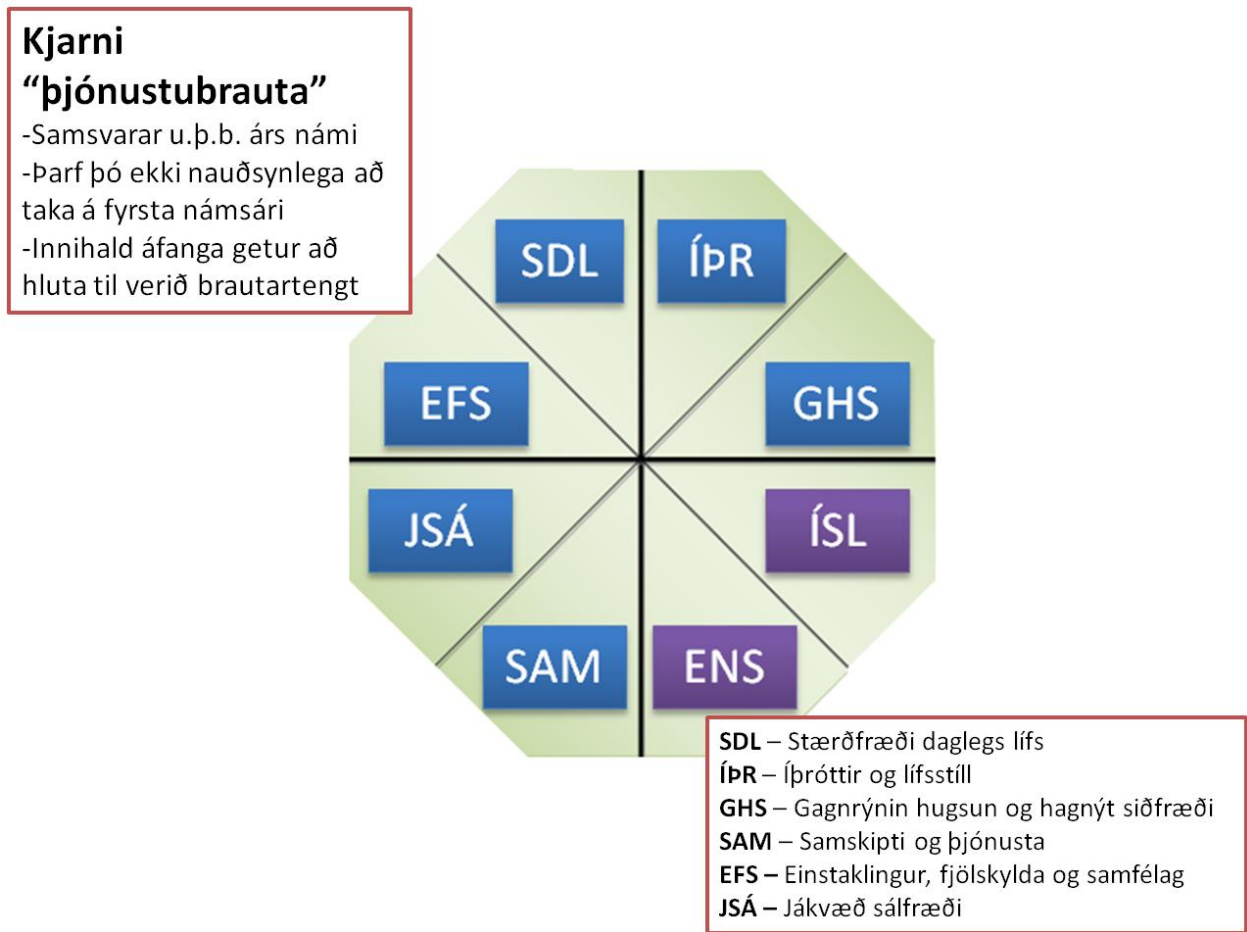 Kjarni
“þjónustubrauta”
-Samsvarar u.þ.b. árs námi
-Þarf þó ekki nauðsynlega að
taka á fyrsta námsári
-Innihald áfanga getur að
hluta til verið brautartengt
SDL
ÍÞR
EFS
GHS
JSÁ
ÍSL
SAM
ENS
SDL – Stærðfræði daglegs lífs
ÍÞR – Íþróttir og lífsstíll
GHS – Gagnrýnin hugsun og hagnýt siðfræði
SAM – Samskipti og þjónusta
EFS – Einstaklingur, fjölskylda og samfélag
JSÁ – Jákvæð sálfræði